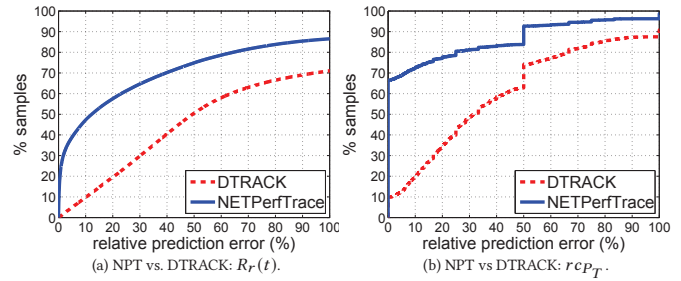 100
90
80
70
60
50
40
30
20
10
0
% samples
DTRACK
NETPerfTrace
0 10 20 30 40 50 60 70 80 90 100
relative prediction error (%)
(a) NPT vs. DTRACK: Rr(t).
100
90
80
70
60
50
40
30
20
10
0
% samples
DTRACK
NETPerfTrace
0 10 20 30 40 50 60 70 80 90 100
relative prediction error (%)
(b) NPT vs DTRACK: rcPT.